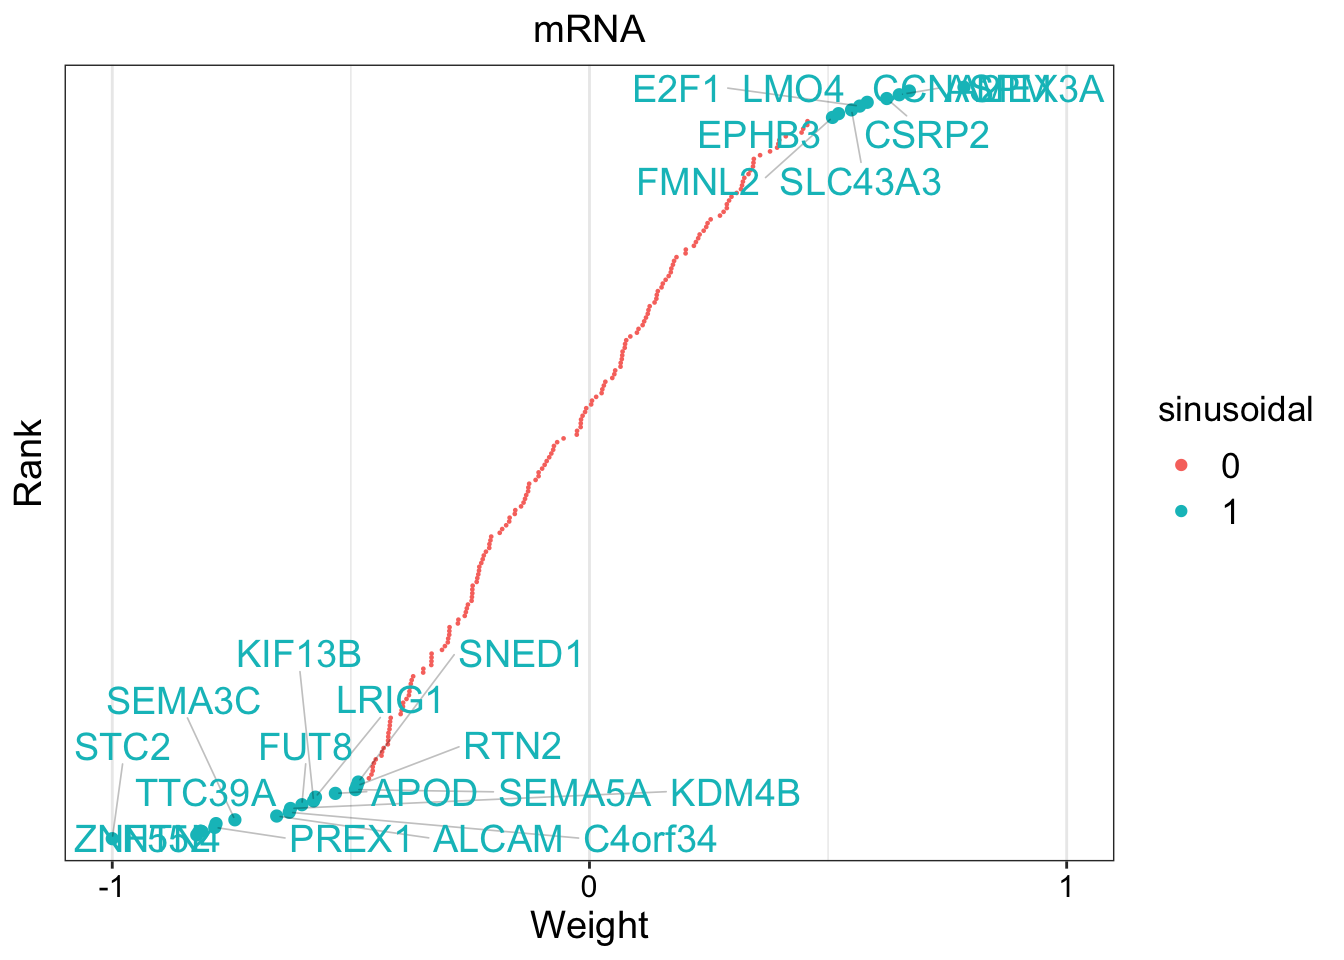 mRNA
E2F1 LMO4
EPHB3 CSRP2
FMNL2 SLC43A3
Rank
sinusoidal
0
1
KIF13B SNED1
SEMA3C LRIG1
STC2 FUT8 RTN2
TTC39A APOD SEMA5A KDM4B
PREX1 ALCAM C4orf34
-1 0 1
Weight